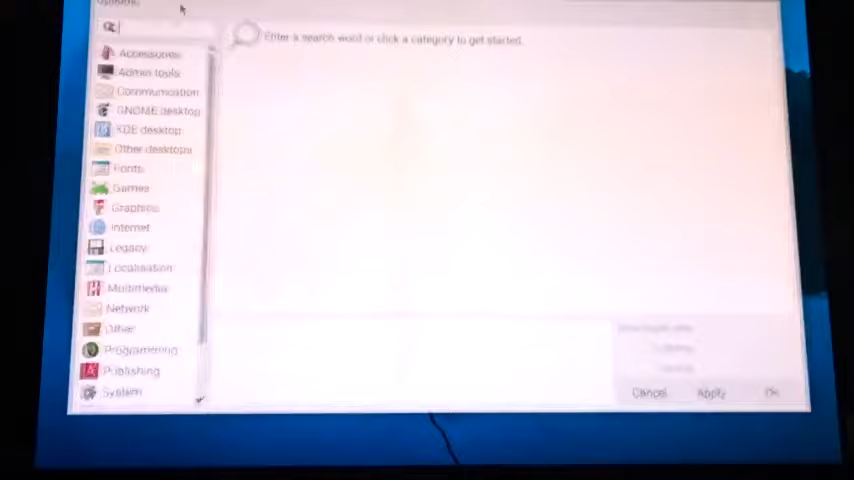 Enter a search word or click a category to get started.
Accessories
Admin tools
Communication
GNOME desktop
KDE desktop
Other desktops
Fonts
Games
Graphics
Internet
Legacy
Localisation
Multimedia
Network
Other
Programming
Publishing
System
Cancel Apply OK